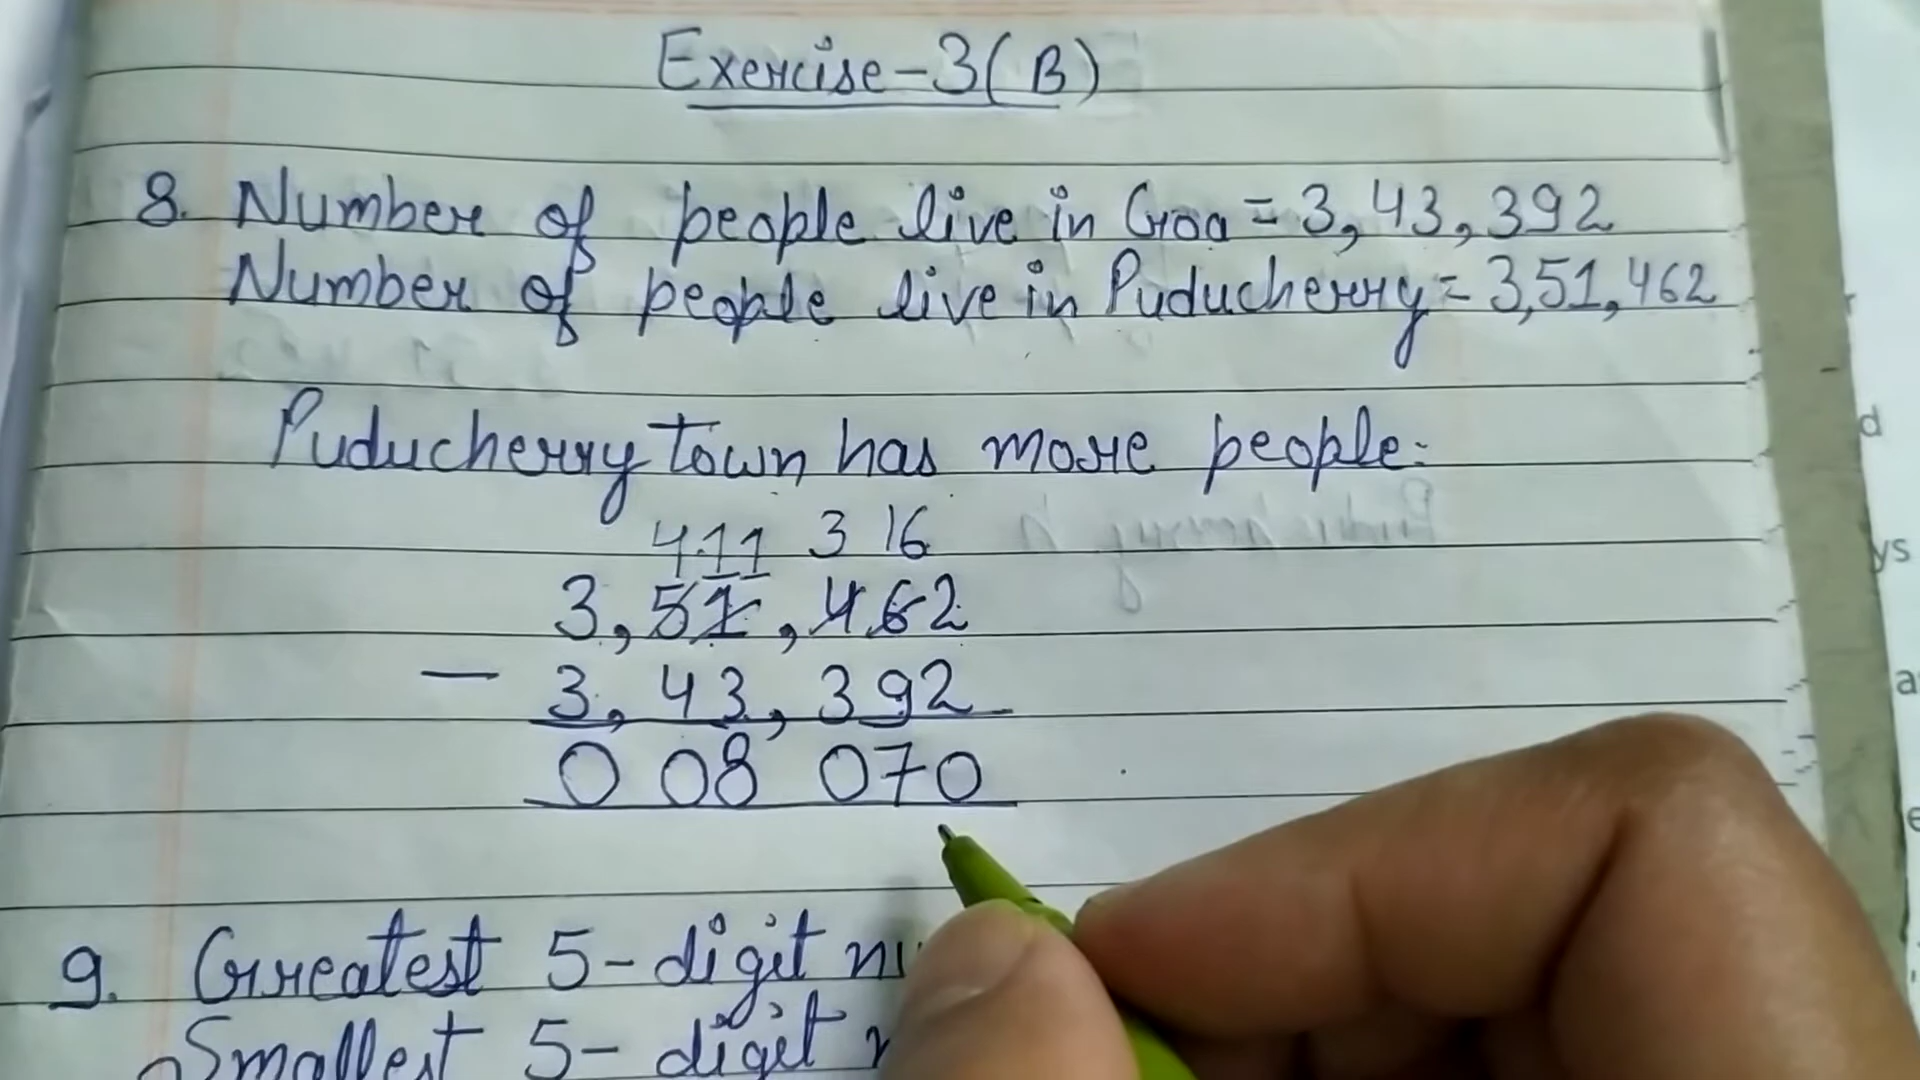 Exercise-3(B)
8. Number of people live in Goa = 3,43,392
Number of people live in Puducherry = 3,51,462
Puducherry town has more people.
4 11 3 16
3,51,462
- 3,43,392
0 08 070
9. Greatest 5-digit
Smallest 5-digit